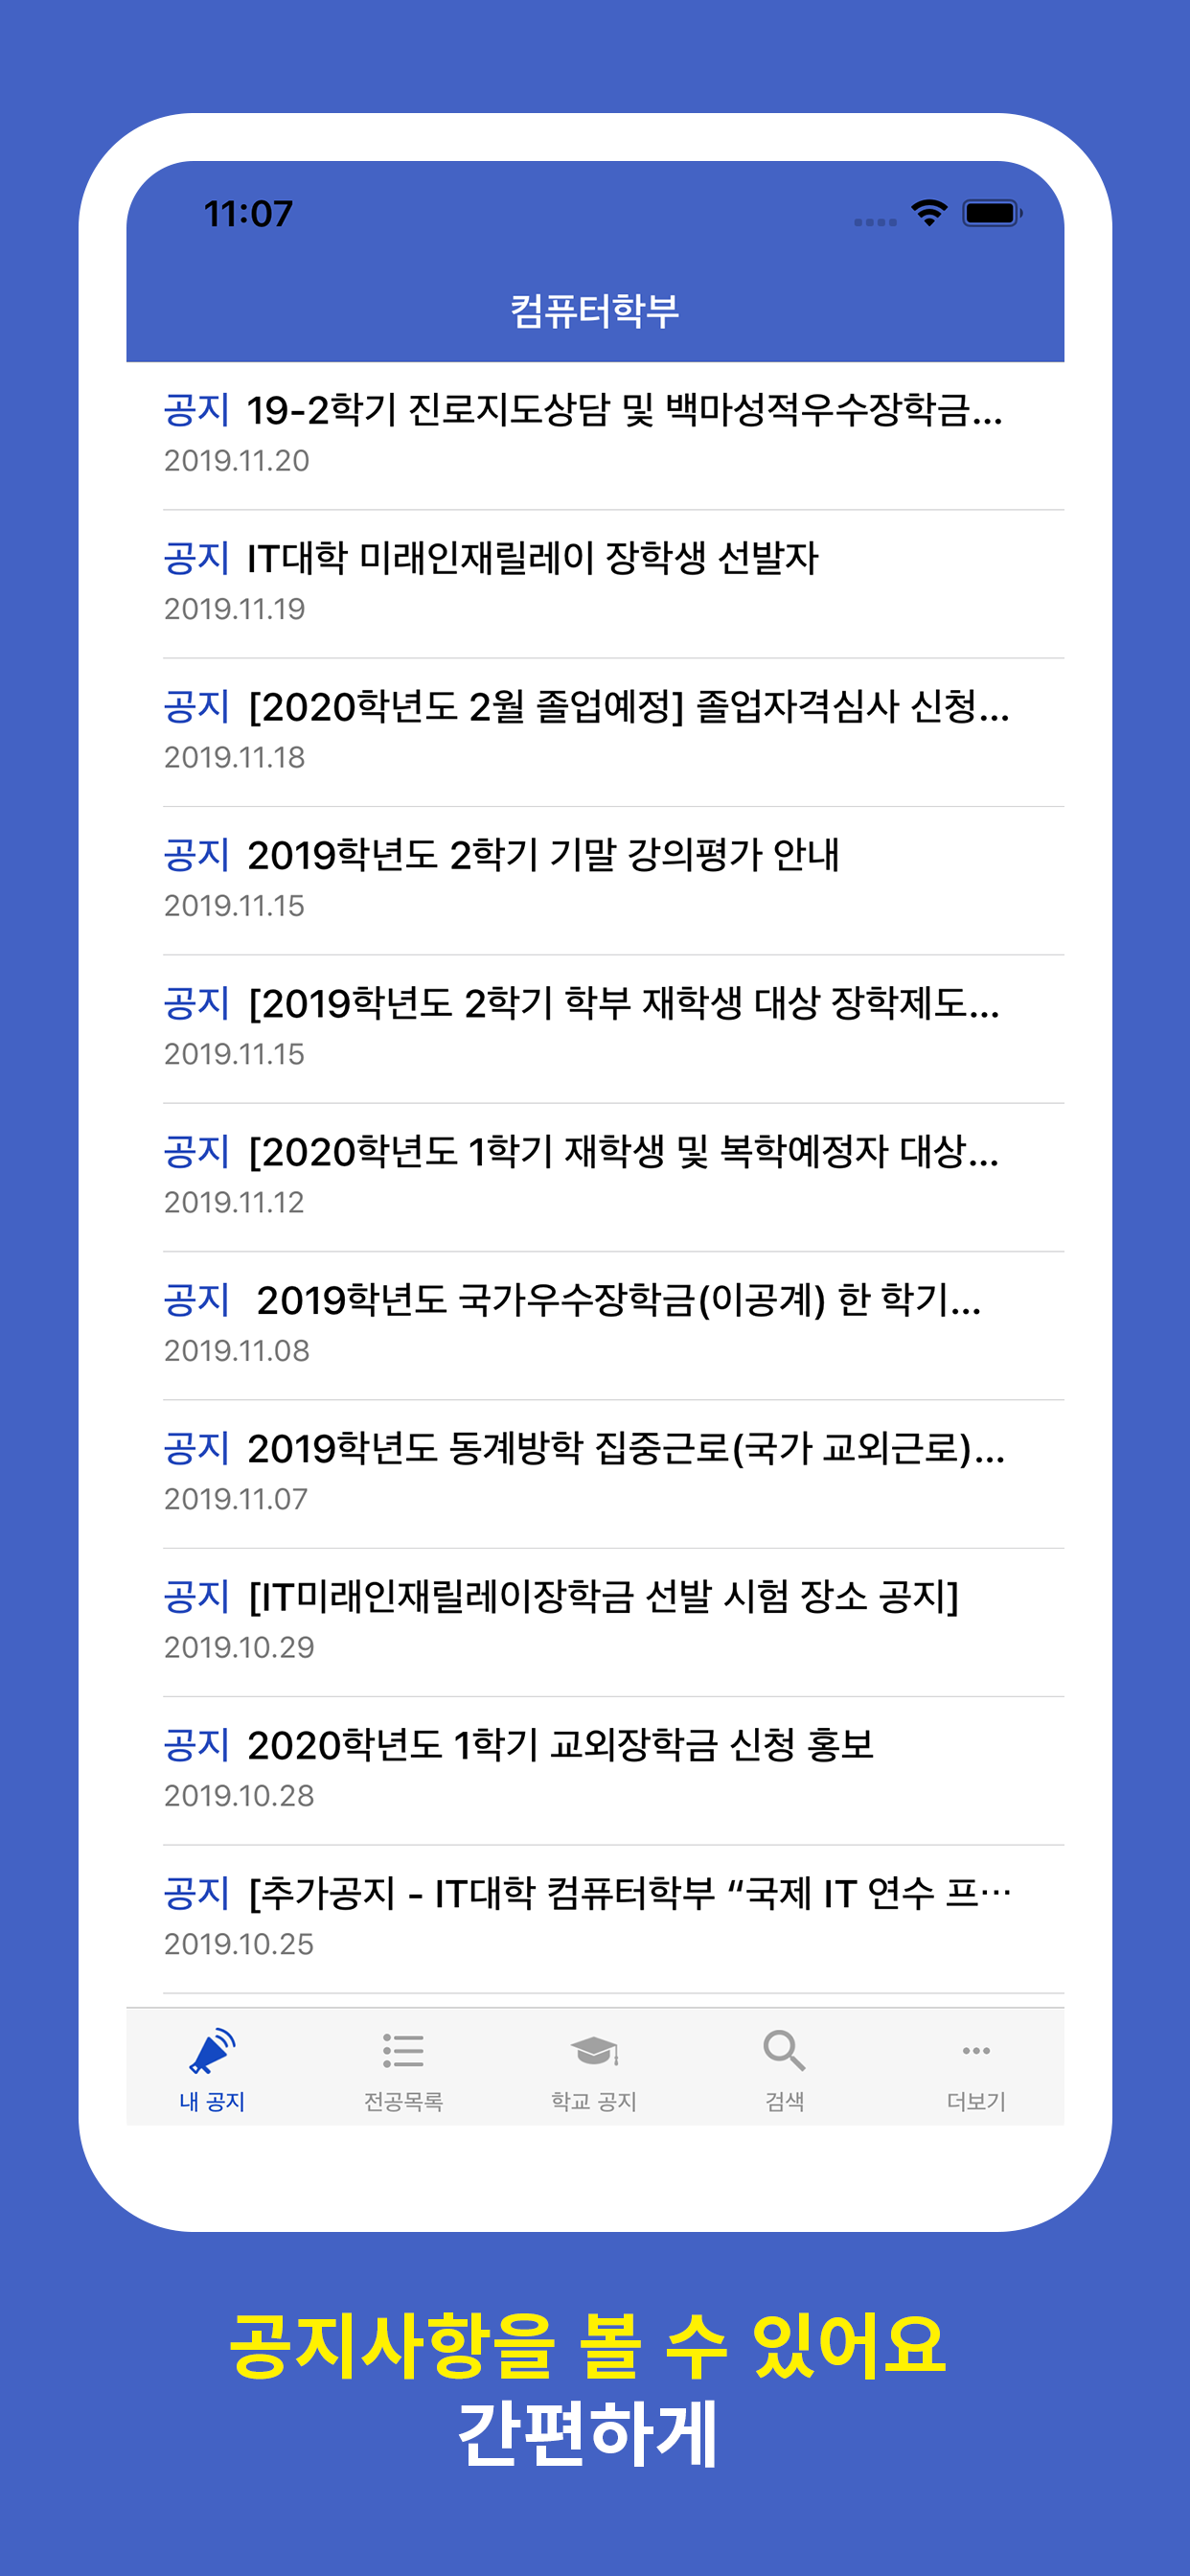 11:07
컴퓨터학부
공지 19-2학기 진로지도상담 및 백마성적우수장학금...
2019.11.20
공지 IT대학 미래인재릴레이 장학생 선발자
2019.11.19
공지 [2020학년도 2월 졸업예정] 졸업자격심사 신청...
2019.11.18
공지 2019학년도 2학기 기말 강의평가 안내
2019.11.15
공지 [2019학년도 2학기 학부 재학생 대상 장학제도...
2019.11.15
공지 [2020학년도 1학기 재학생 및 복학예정자 대상...
2019.11.12
공지 2019학년도 국가우수장학금(이공계) 한 학기...
2019.11.08
공지 2019학년도 동계방학 집중근로(국가 교외근로)...
2019.11.07
공지 [IT미래인재릴레이장학금 선발 시험 장소 공지]
2019.10.29
공지 2020학년도 1학기 교외장학금 신청 홍보
2019.10.28
공지 [추가공지 - IT대학 컴퓨터학부 “국제 IT 연수 프…
2019.10.25
내 공지 전공목록 학교 공지 검색 더보기
공지사항을 볼 수 있어요
간편하게